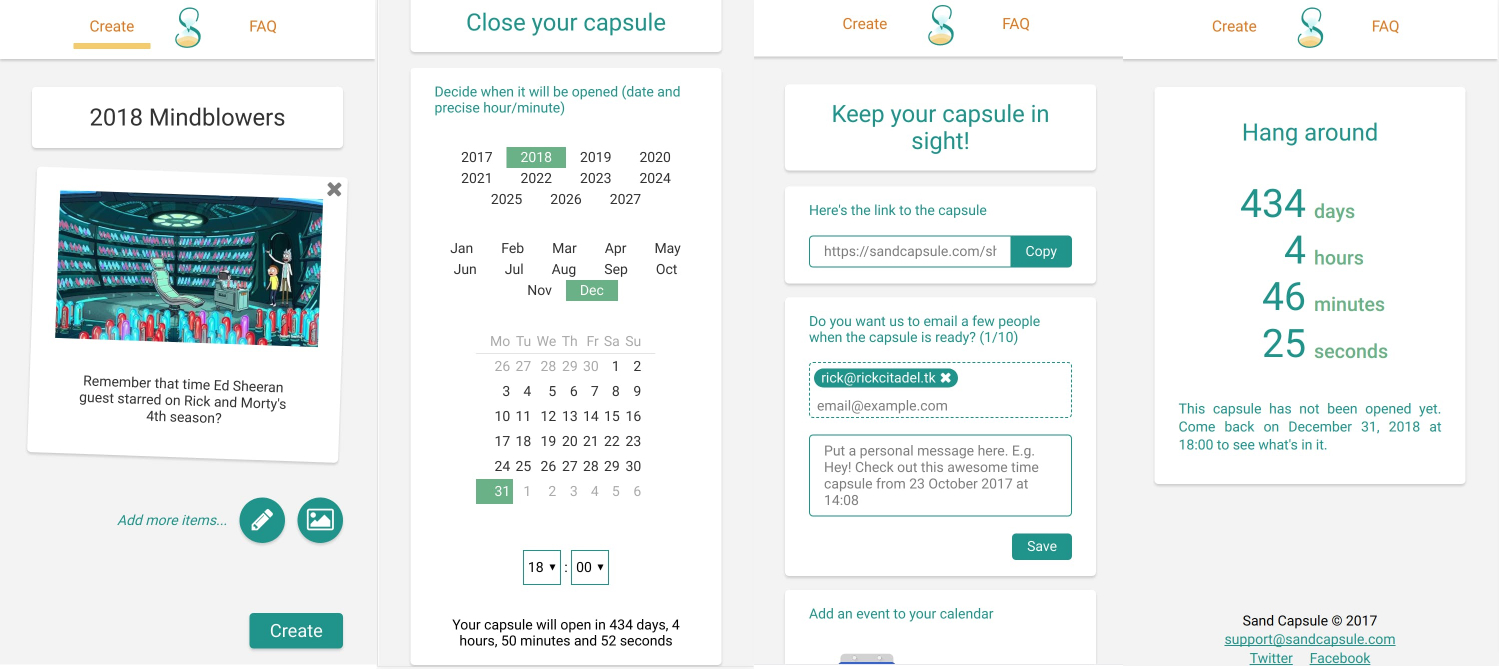 Create
FAQ
2018 Mindblowers
Remember that time Ed Sheeran
guest starred on Rick and Morty's
4th season?
Add more items...
Create
Close your capsule
Decide when it will be opened (date and
precise hour/minute)
2017 2018 2019 2020
2021 2022 2023 2024
2025 2026 2027
Jan Feb Mar Apr May
Jun Jul Aug Sep Oct
Nov Dec
Mo Tu We Th Fr Sa Su
26 27 28 29 30 1 2
3 4 5 6 7 8 9
10 11 12 13 14 15 16
17 18 19 20 21 22 23
24 25 26 27 28 29 30
31 1 2 3 4 5 6
18 : 00
Your capsule will open in 434 days, 4
hours, 50 minutes and 52 seconds
Create
FAQ
Keep your capsule in
sight!
Here's the link to the capsule
https://sandcapsule.com/sh
Copy
Do you want us to email a few people
when the capsule is ready? (1/10)
rick@rickcitadel.tk
email@example.com
Put a personal message here. E.g.
Hey! Check out this awesome time
capsule from 23 October 2017 at
14:08
Save
Add an event to your calendar
Create
FAQ
Hang around
434 days
4 hours
46 minutes
25 seconds
This capsule has not been opened yet.
Come back on December 31, 2018 at
18:00 to see what's in it.
Sand Capsule © 2017
support@sandcapsule.com
Twitter Facebook